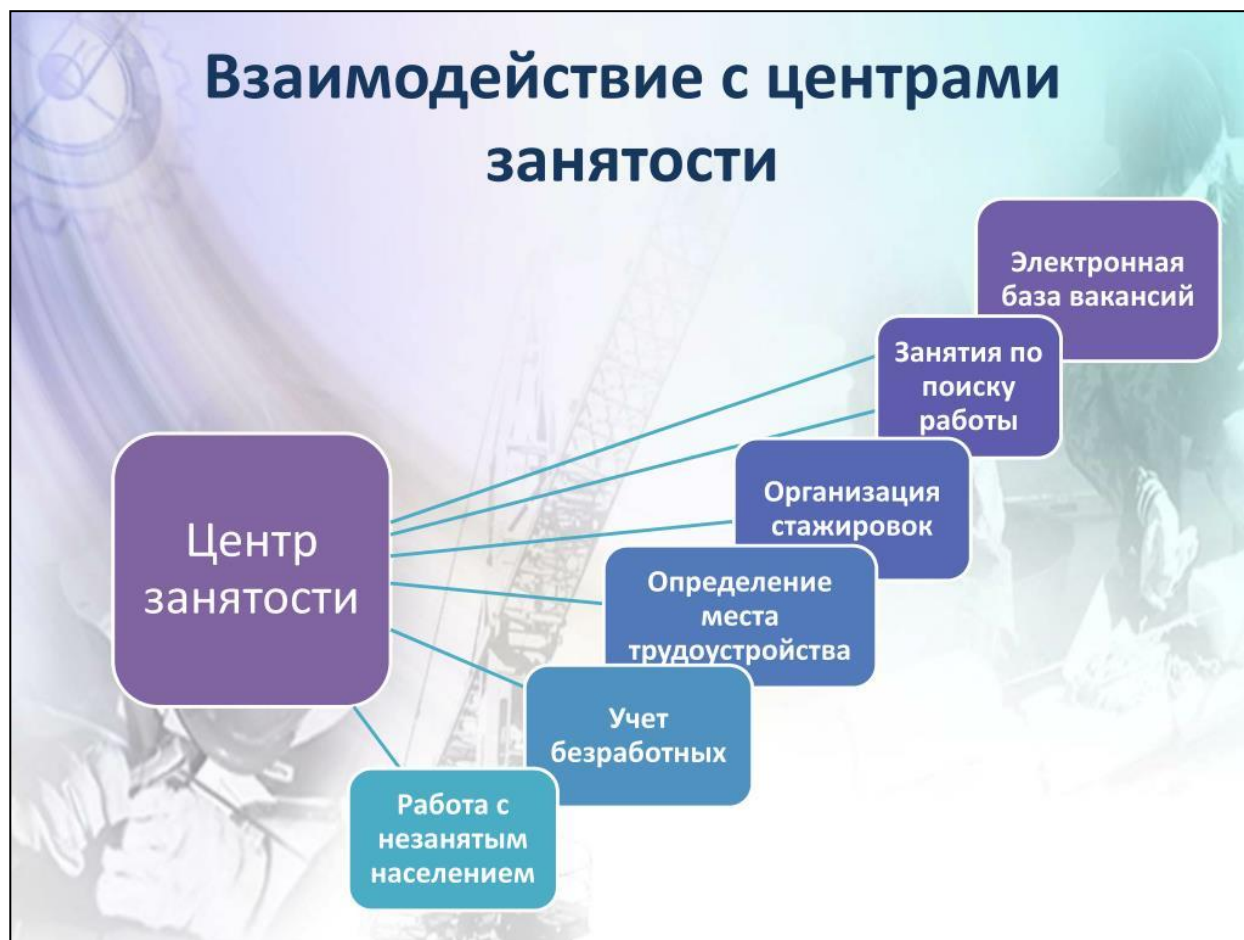 Взаимодействие с центрами
занятости
Электронная
база вакансий
Занятия по
поиску
работы
Организация
стажировок
Определение
места
трудоустройства
Учет
безработных
Работа с
незанятым
населением
Центр
занятости